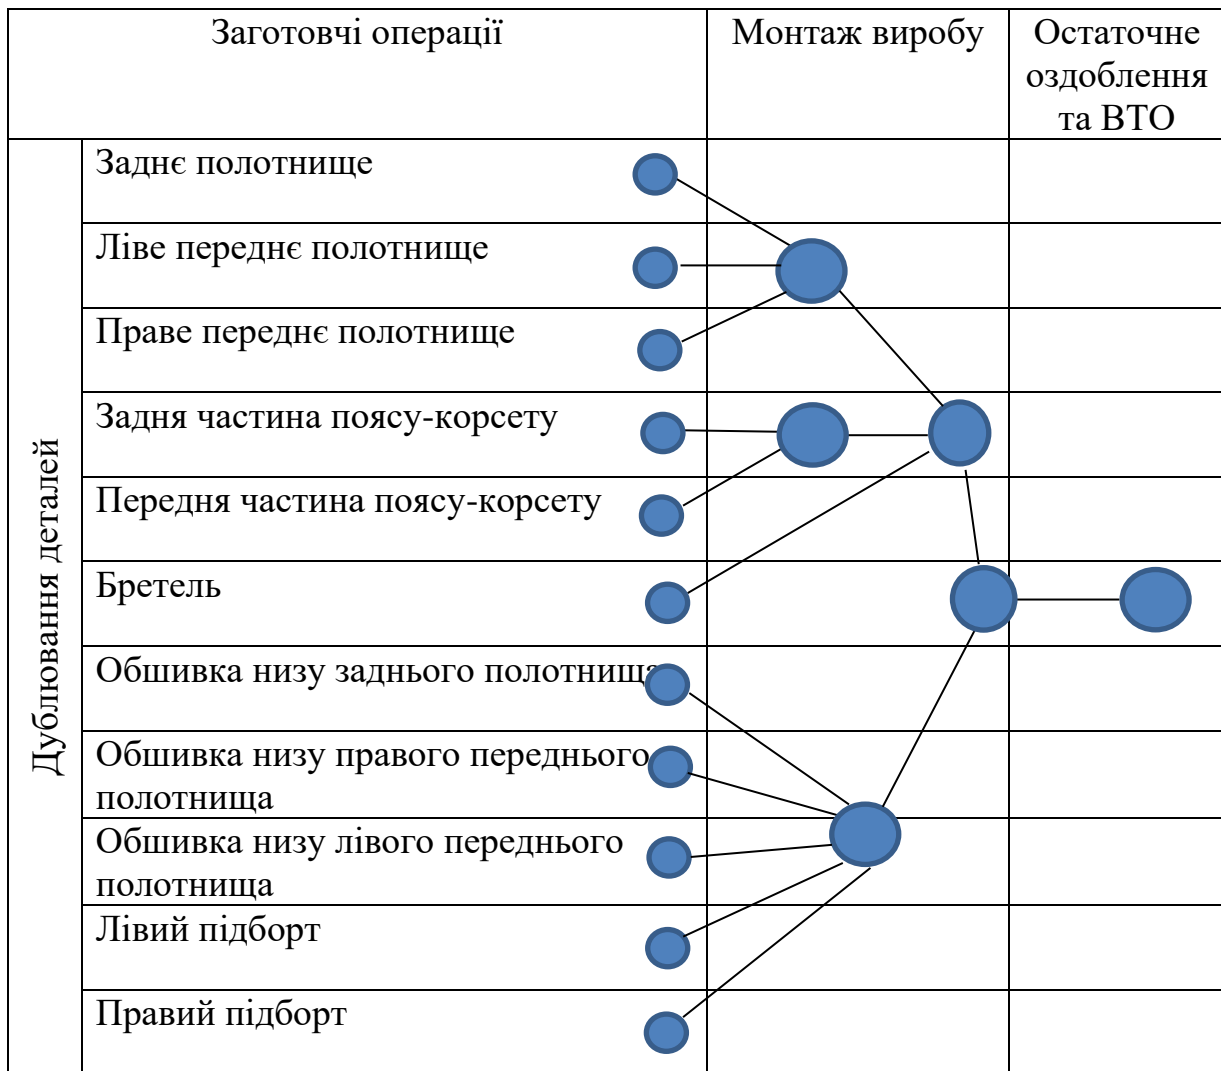 Заготовчі операції
Монтаж виробу
Остаточне
оздоблення
та ВТО
Дублювання деталей
Заднє полотнище
Ліве переднє полотнище
Праве переднє полотнище
Задня частина поясу-корсету
Передня частина поясу-корсету
Бретель
Обшивка низу заднього полотнища
Обшивка низу правого переднього
полотнища
Обшивка низу лівого переднього
полотнища
Лівий підборт
Правий підборт